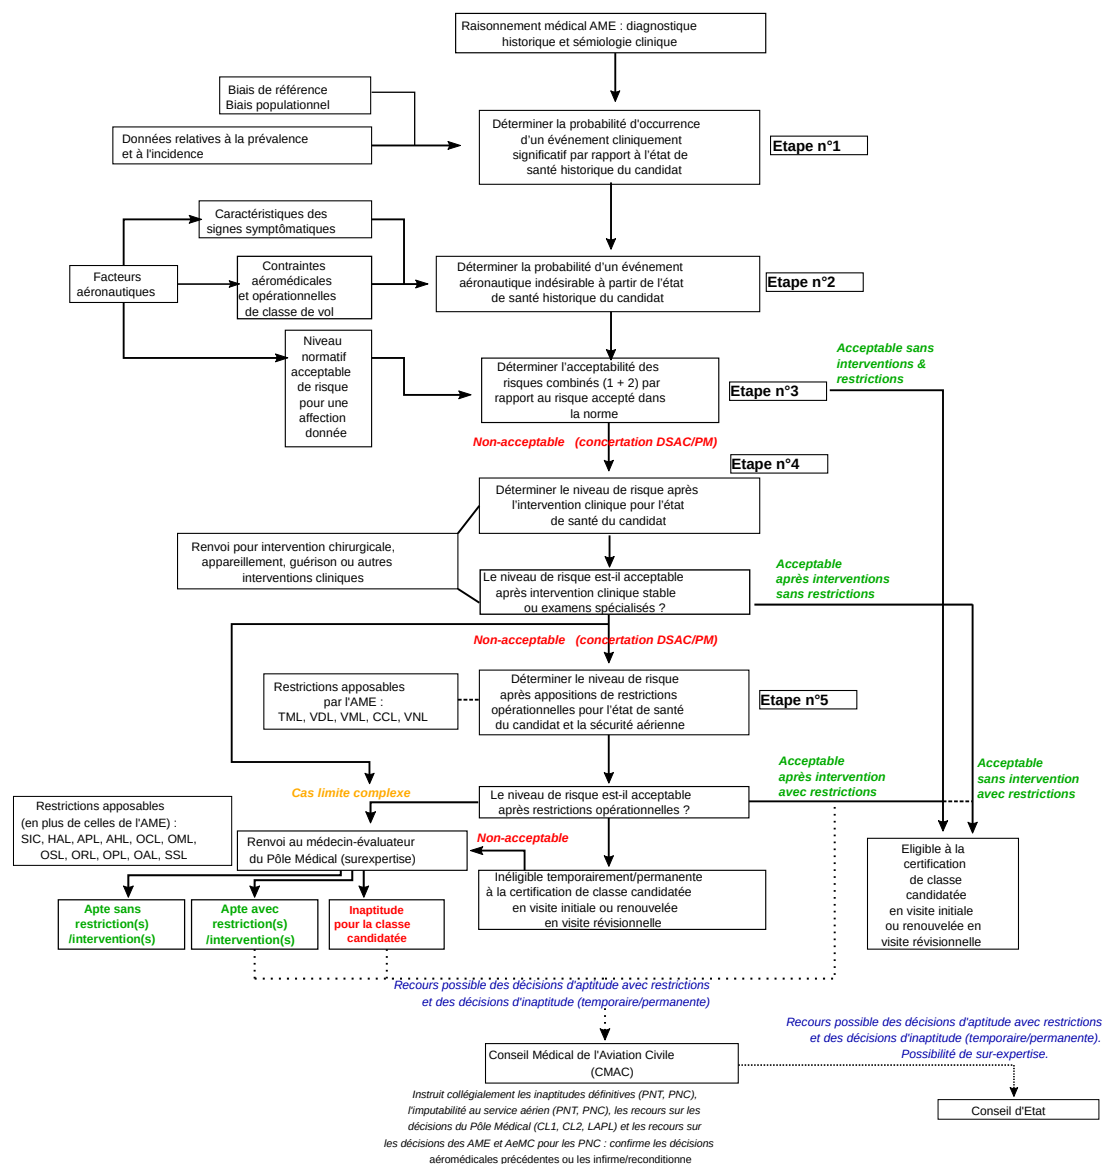 Raisonnement médical AME : diagnostique
historique et sémiologie clinique
Biais de référence
Biais populationnel
Données relatives à la prévalence
et à l'incidence
Déterminer la probabilité d'occurrence
d'un événement cliniquement
significatif par rapport à l'état de
santé historique du candidat
Etape n°1
Caractéristiques des
signes symptômatiques
Facteurs
aéronautiques
Contraintes
aéromédicales
et opérationnelles
de classe de vol
Déterminer la probabilité d'un événement
aéronautique indésirable à partir de l'état
de santé historique du candidat
Etape n°2
Niveau
normatif
acceptable
de risque
pour une
affection
donnée
Déterminer l'acceptabilité des
risques combinés (1 + 2) par
rapport au risque accepté dans
la norme
Etape n°3
Acceptable sans
interventions &
restrictions
Non-acceptable (concertation DSAC/PM)
Etape n°4
Déterminer le niveau de risque après
l'intervention clinique pour l'état
de santé du candidat
Renvoi pour intervention chirurgicale,
appareillement, guérison ou autres
interventions cliniques
Le niveau de risque est-il acceptable
après intervention clinique stable
ou examens spécialisés ?
Acceptable
après interventions
sans restrictions
Non-acceptable (concertation DSAC/PM)
Restrictions apposables
par l'AME :
TML, VDL, VML, CCL, VNL
Déterminer le niveau de risque
après appositions de restrictions
opérationnelles pour l'état de santé
du candidat et la sécurité aérienne
Etape n°5
Cas limite complexe
Le niveau de risque est-il acceptable
après restrictions opérationnelles ?
Acceptable
après intervention
avec restrictions
Acceptable
sans intervention
avec restrictions
Restrictions apposables
(en plus de celles de l'AME) :
SIC, HAL, APL, AHL, OCL, OML,
OSL, ORL, OPL, OAL, SSL
Renvoi au médecin-évaluateur
du Pôle Médical (surexpertise)
Non-acceptable
Inéligible temporairement/permanente
à la certification de classe candidatée
en visite initiale ou renouvelée
en visite révisionnelle
Eligible à la
certification
de classe
candidatée
en visite initiale
ou renouvelée en
visite révisionnelle
Apte sans
restriction(s)
/intervention(s)
Apte avec
restriction(s)
/intervention(s)
Inaptitude
pour la classe
candidatée
Recours possible des décisions d'aptitude avec restrictions
et des décisions d'inaptitude (temporaire/permanente)
Recours possible des décisions d'aptitude avec restrictions
et des décisions d'inaptitude (temporaire/permanente).
Possibilité de sur-expertise.
Conseil Médical de l'Aviation Civile
(CMAC)
Conseil d'Etat
Instruit collégialement les inaptitudes définitives (PNT, PNC),
l'imputabilité au service aérien (PNT, PNC), les recours sur les
décisions du Pôle Médical (CL1, CL2, LAPL) et les recours sur
les décisions des AME et AeMC pour les PNC : confirme les décisions
aéromédicales précédentes ou les infirme/reconditionne